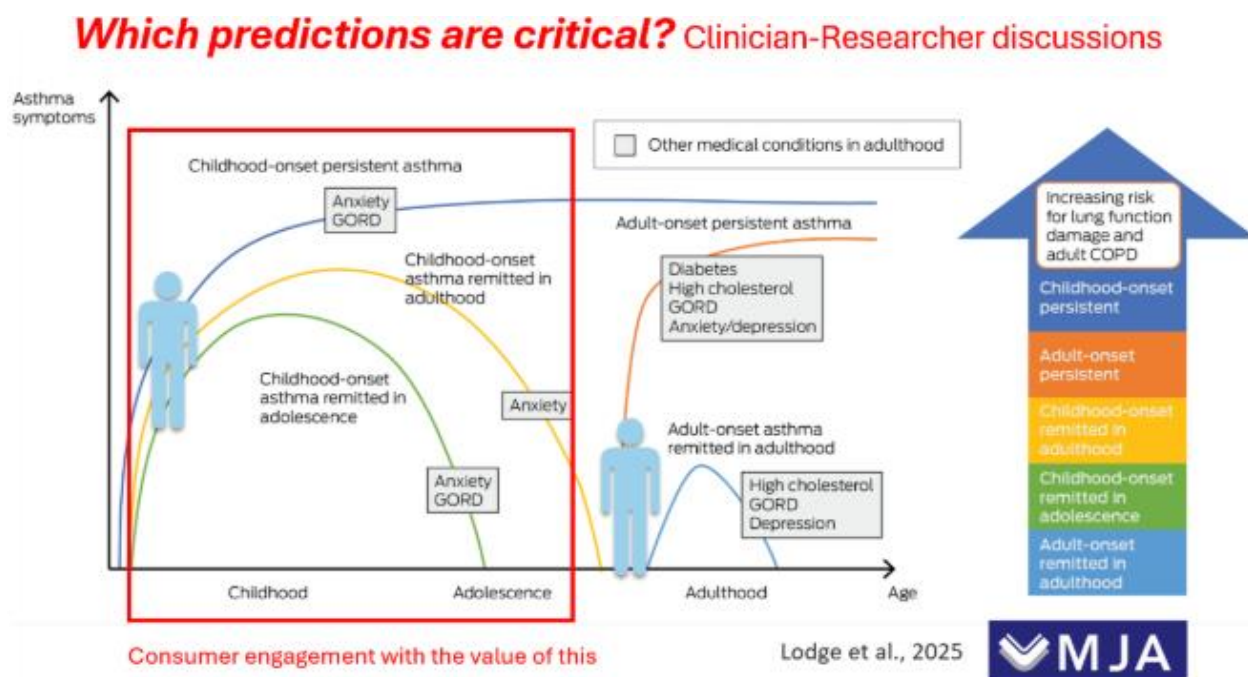 Which predictions are critical? Clinician-Researcher discussions
Asthma
symptoms
Other medical conditions in adulthood
Childhood-onset persistent asthma
Anxiety
GORD
Adult-onset persistent asthma
Childhood-onset
asthma remitted in
adulthood
Diabetes
High cholesterol
GORD
Anxiety/depression
Childhood-onset
asthma remitted in
adolescence
Anxiety
Adult-onset asthma
remitted in adulthood
Anxiety
GORD
High cholesterol
GORD
Depression
Childhood
Adolescence
Adulthood
Age
Increasing risk
for lung function
damage and
adult COPD
Childhood-onset
persistent
Adult-onset
persistent
Childhood-onset
remitted in
adulthood
Childhood-onset
remitted in
adolescence
Adult-onset
remitted in
adulthood
Consumer engagement with the value of this
Lodge et al., 2025
MJA